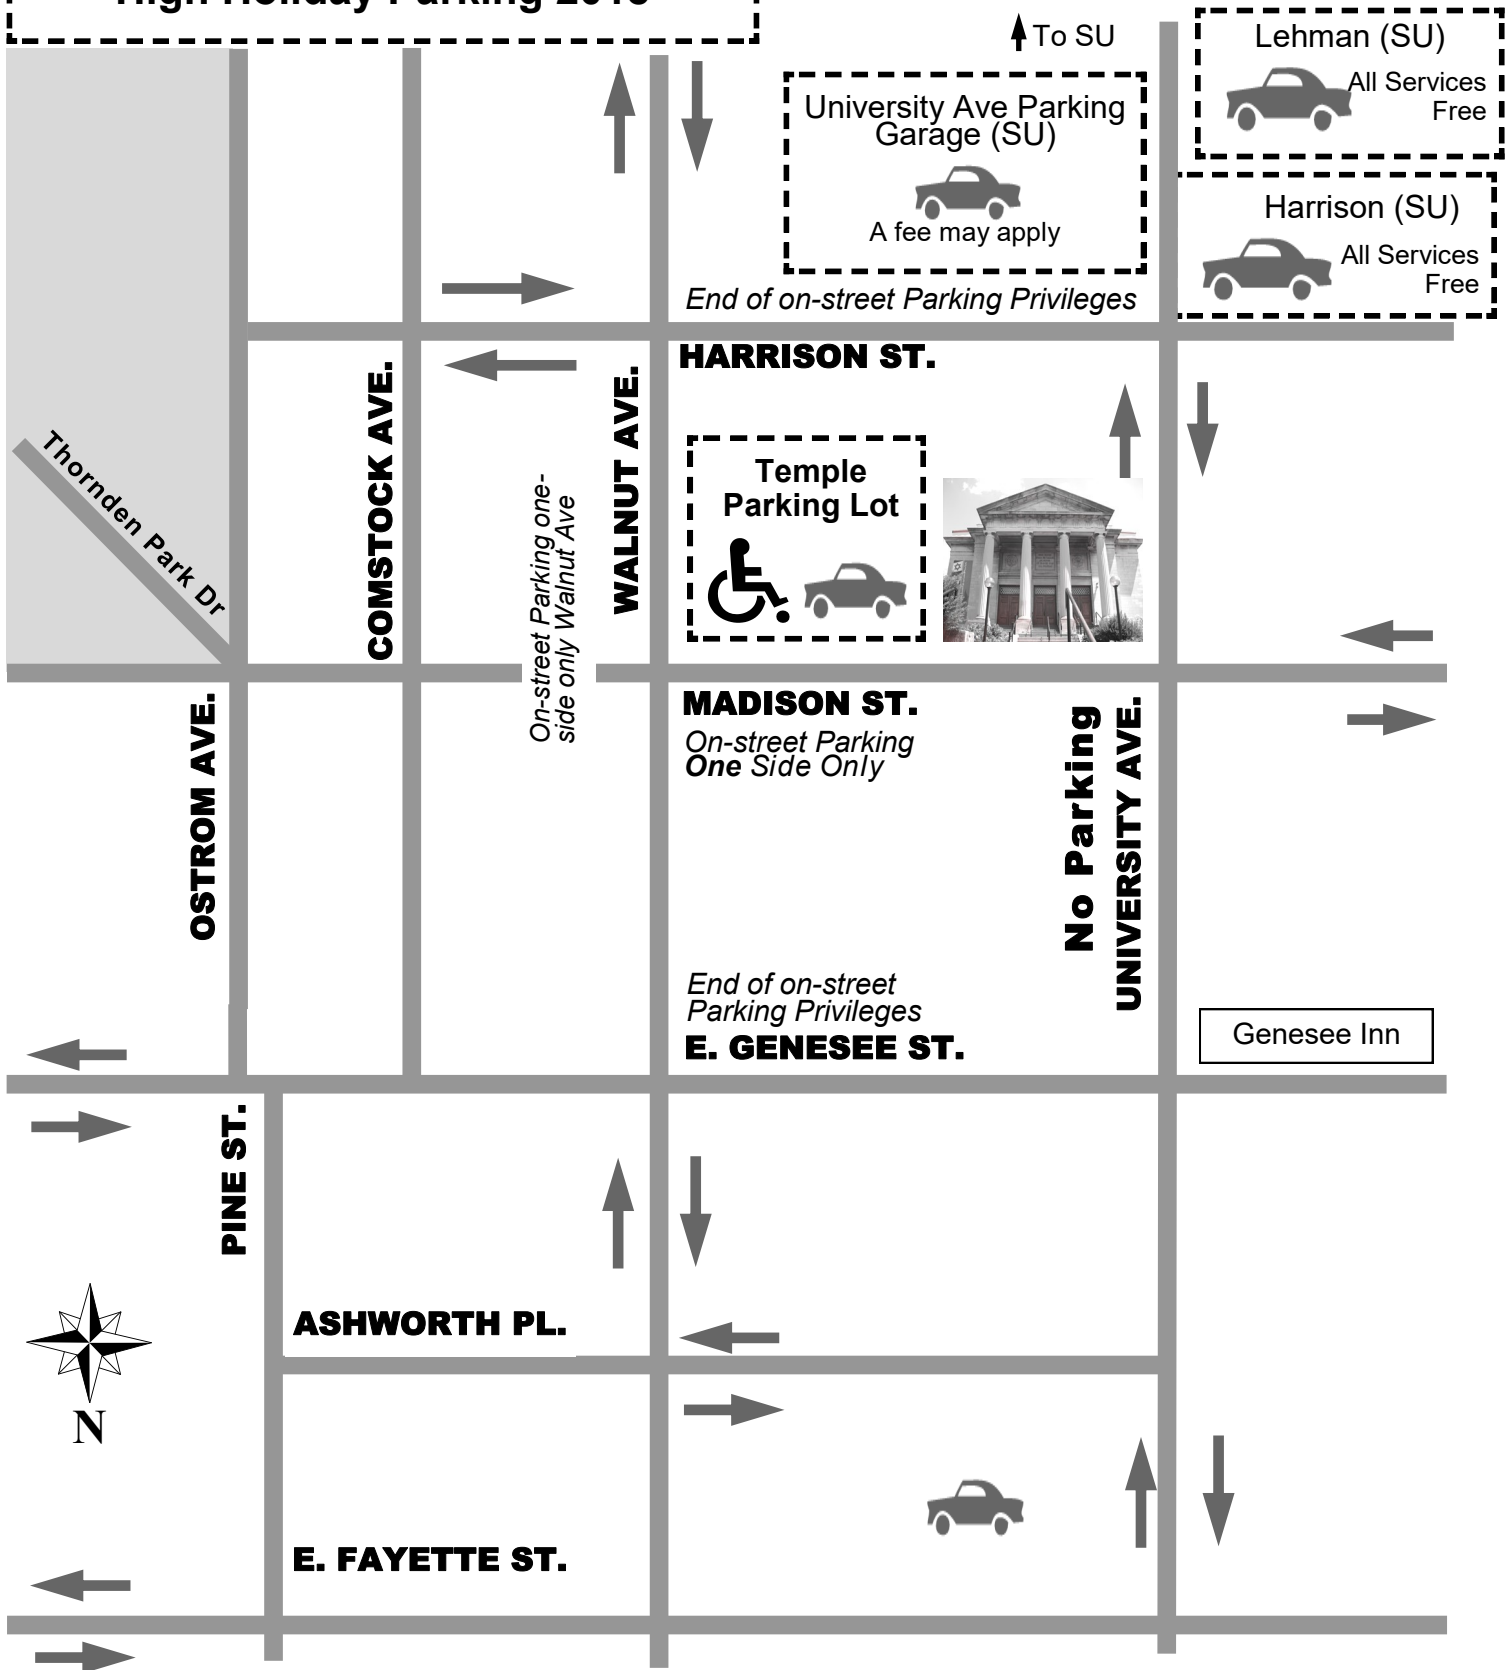 To SU
Lehman (SU)
All Services
Free
University Ave Parking
Garage (SU)
A fee may apply
Harrison (SU)
All Services
Free
End of on-street Parking Privileges
HARRISON ST.
COMSTOCK AVE.
WALNUT AVE.
Thornden Park Dr
On-street Parking one-
side only Walnut Ave
Temple
Parking Lot
MADISON ST.
On-street Parking
One Side Only
OSTROM AVE.
No Parking
UNIVERSITY AVE.
End of on-street
Parking Privileges
E. GENESEE ST.
Genesee Inn
PINE ST.
ASHWORTH PL.
N
E. FAYETTE ST.